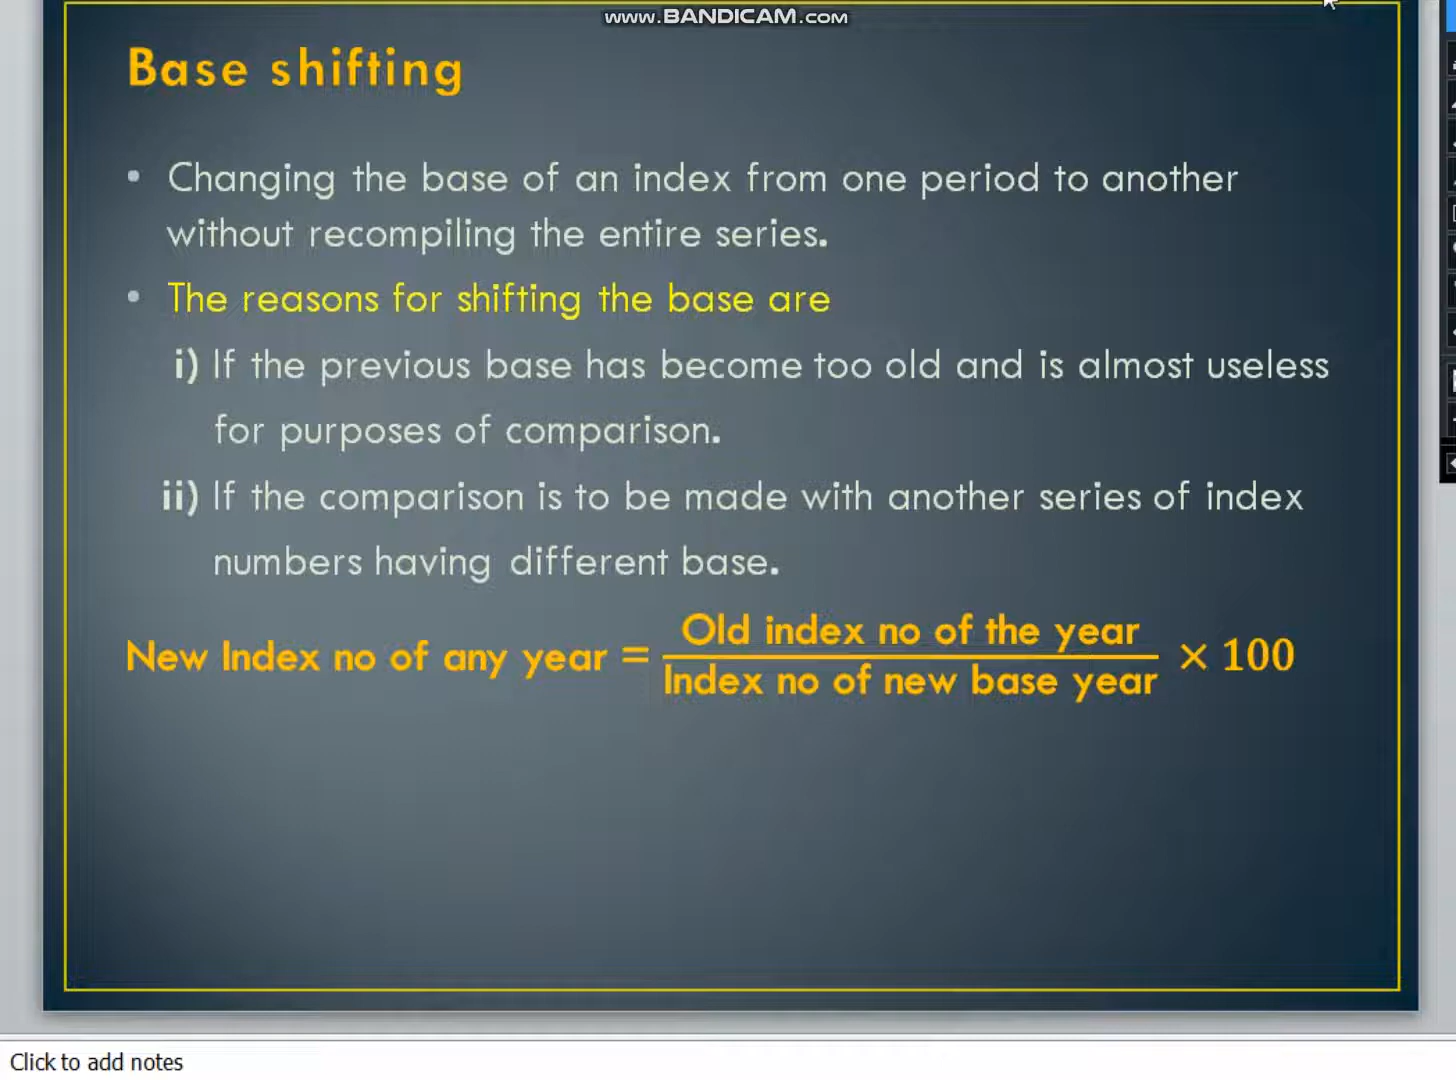 www.BANDICAM.com
Base shifting
• Changing the base of an index from one period to another
without recompiling the entire series.
• The reasons for shifting the base are
i) If the previous base has become too old and is almost useless
for purposes of comparison.
ii) If the comparison is to be made with another series of index
numbers having different base.
Old index no of the year
New Index no of any year = × 100
Index no of new base year
Click to add notes